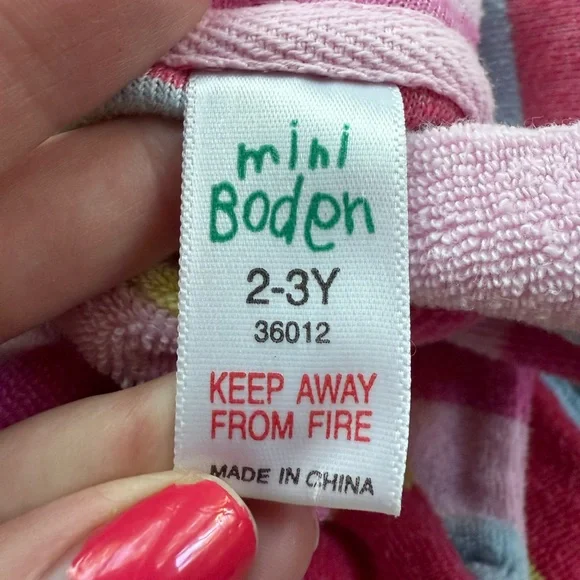 mini
Boden
2-3Y
36012
KEEP AWAY
FROM FIRE
MADE IN CHINA